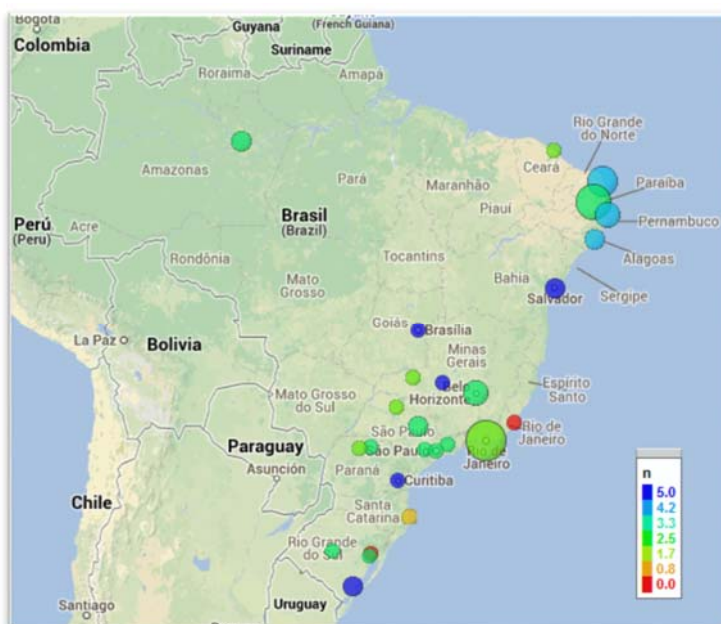 Bogotá
Colombia
Guyana
(French Guiana)
Suriname
Roraima
Amapá
Rio Grande
do Norte
Ceará
Amazonas
Pará
Maranhão
Paraíba
Piauí
Brasil
(Brazil)
Perú
(Peru)
Acre
Pernambuco
Rondônia
Tocantins
Alagoas
Mato
Grosso
Bahia
Sergipe
Salvador
Goiás
Brasília
La Paz
Bolivia
Minas
Gerais
Espírito
Santo
Belo
Horizonte
Mato Grosso
do Sul
São Paulo
Rio de
Janeiro
Paraguay
São Paulo
Rio de
Janeiro
Asunción
Paraná
n
Curitiba
5.0
4.2
3.3
2.5
1.7
0.8
0.0
Chile
Santa
Catarina
Rio Grande
do Sul
Santiago
Uruguay